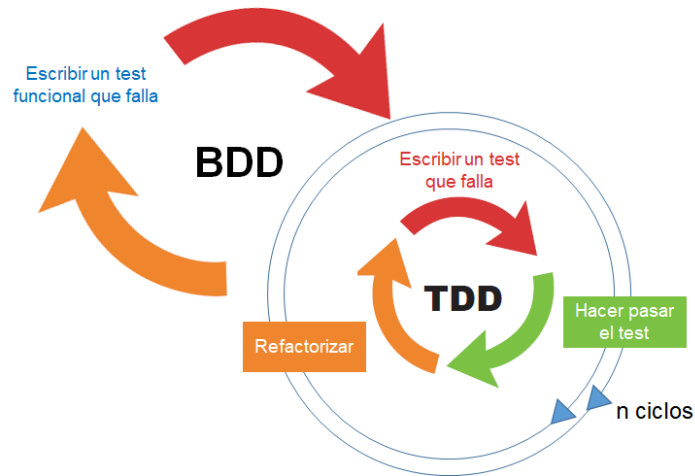 Escribir un test
funcional que falla
BDD
Escribir un test
que falla
TDD
Hacer pasar
el test
Refactorizar
n ciclos